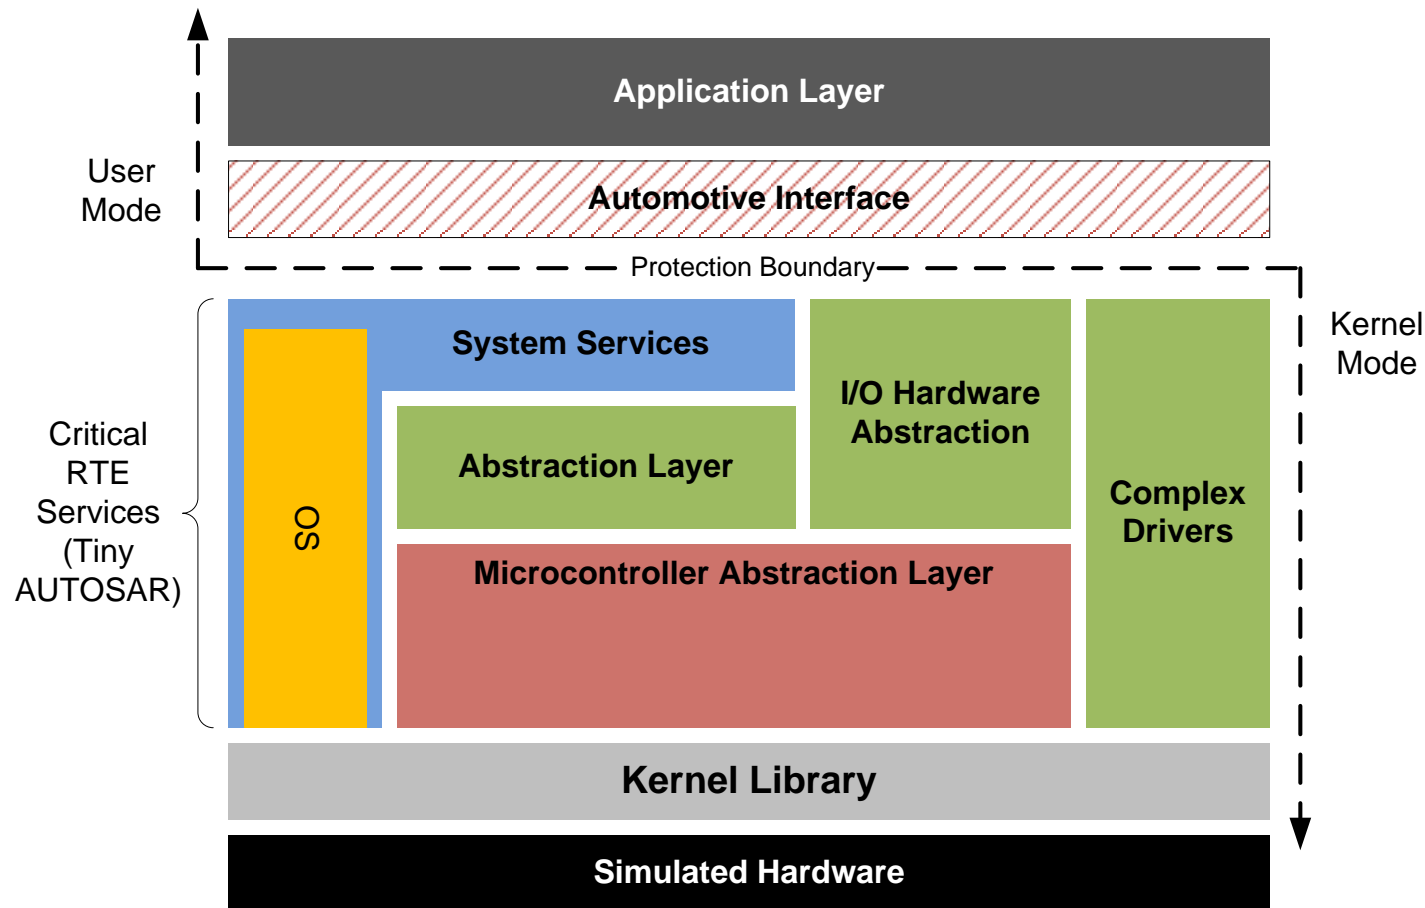 Application Layer
User
Mode
Automotive Interface
Protection Boundary
Kernel
Mode
System Services
I/O Hardware
Abstraction
Critical
RTE
Services
(Tiny
AUTOSAR)
OS
Abstraction Layer
Complex
Drivers
Microcontroller Abstraction Layer
Kernel Library
Simulated Hardware